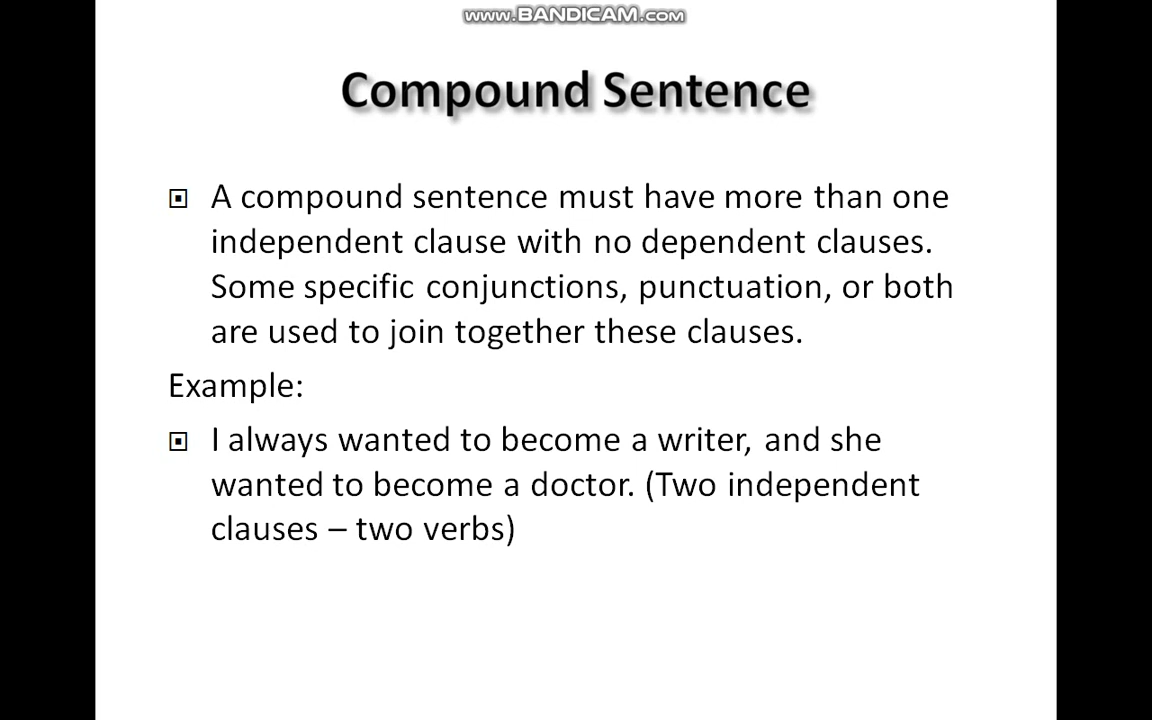 www.BANDICAM.com
Compound Sentence
A compound sentence must have more than one
independent clause with no dependent clauses.
Some specific conjunctions, punctuation, or both
are used to join together these clauses.
Example:
I always wanted to become a writer, and she
wanted to become a doctor. (Two independent
clauses – two verbs)